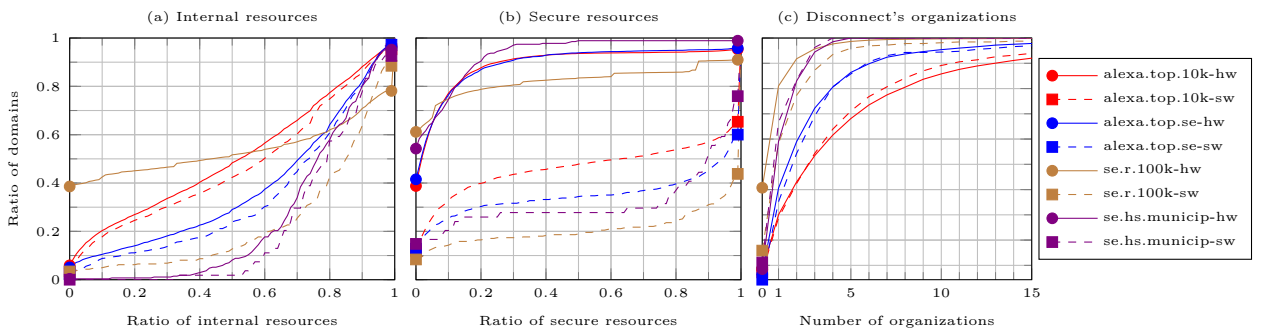 (a) Internal resources
(b) Secure resources
(c) Disconnect's organizations
Ratio of domains
1
0.8
0.6
0.4
0.2
0
0 0.2 0.4 0.6 0.8 1
0 0.2 0.4 0.6 0.8 1
0 1 5 10 15
Ratio of internal resources
Ratio of secure resources
Number of organizations
alexa.top.10k-hw
alexa.top.10k-sw
alexa.top.se-hw
alexa.top.se-sw
se.r.100k-hw
se.r.100k-sw
se.hs.municip-hw
se.hs.municip-sw